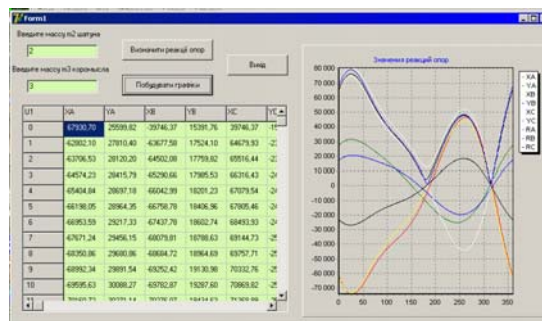 Form1
Введите массу m2 шатуна
2
Визначити реакції опор
Введите массу m3 коромысла
3
Вихід
Побудувати графіки
U1 XA YA XB YB XC YC
0 -67930,70 25599,82 -39746,37 15391,76 39746,37
1 -62802,10 27810,40 -63677,58 17524,10 64679,93
2 -63706,53 28120,20 -64502,08 17759,82 65516,44
3 -64574,23 28415,79 -65290,66 17985,53 66316,43
4 -65404,84 28697,18 -66042,99 18201,23 67079,54
5 -66198,05 28964,35 -66758,78 18406,96 67805,46
6 -66953,59 29217,33 -67437,78 18602,74 68493,93
7 -67671,24 29456,15 -68079,81 18788,63 69144,73
8 -68350,86 29680,86 -68684,72 18964,69 69757,71
9 -68992,34 29891,54 -69252,42 19130,98 70332,76
10 -69595,63 30088,27 -69782,87 19287,60 70869,82
Значения реакций опор
80 000
70 000
60 000
50 000
40 000
30 000
20 000
10 000
0
-10 000
-20 000
-30 000
-40 000
-50 000
-60 000
-70 000
0 50 100 150 200 250 300 350
XA
YA
XB
YB
XC
YC
RA
RB
RC